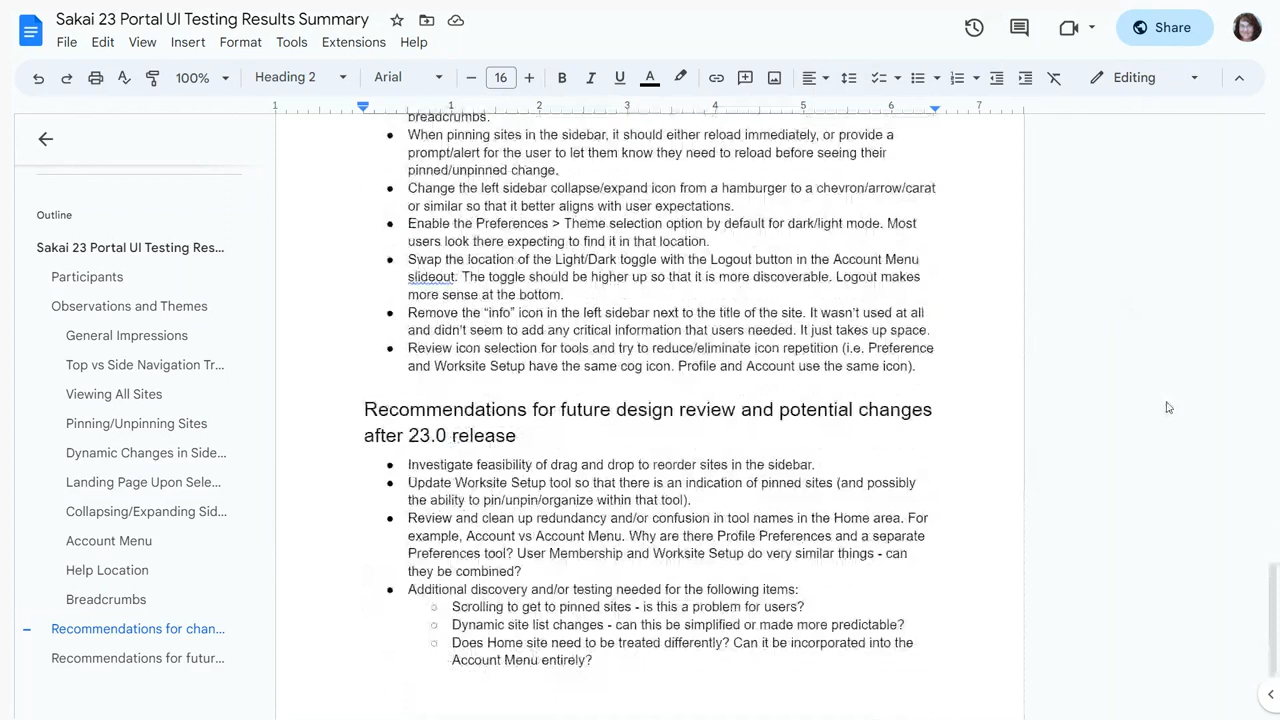 Sakai 23 Portal UI Testing Results Summary
File Edit View Insert Format Tools Extensions Help
Share
100% Heading 2 Arial 16 B I U A Editing
1 1 2 3 4 5 6 7
Outline
Sakai 23 Portal UI Testing Res...
Participants
Observations and Themes
General Impressions
Top vs Side Navigation Tr...
Viewing All Sites
Pinning/Unpinning Sites
Dynamic Changes in Side...
Landing Page Upon Sele...
Collapsing/Expanding Sid...
Account Menu
Help Location
Breadcrumbs
Recommendations for chan...
Recommendations for futur...
breadcrumbs.
● When pinning sites in the sidebar, it should either reload immediately, or provide a
prompt/alert for the user to let them know they need to reload before seeing their
pinned/unpinned change.
● Change the left sidebar collapse/expand icon from a hamburger to a chevron/arrow/carat
or similar so that it better aligns with user expectations.
● Enable the Preferences > Theme selection option by default for dark/light mode. Most
users look there expecting to find it in that location.
● Swap the location of the Light/Dark toggle with the Logout button in the Account Menu
slideout. The toggle should be higher up so that it is more discoverable. Logout makes
more sense at the bottom.
● Remove the “info” icon in the left sidebar next to the title of the site. It wasn’t used at all
and didn’t seem to add any critical information that users needed. It just takes up space.
● Review icon selection for tools and try to reduce/eliminate icon repetition (i.e. Preference
and Worksite Setup have the same cog icon. Profile and Account use the same icon).
Recommendations for future design review and potential changes
after 23.0 release
● Investigate feasibility of drag and drop to reorder sites in the sidebar.
● Update Worksite Setup tool so that there is an indication of pinned sites (and possibly
the ability to pin/unpin/organize within that tool).
● Review and clean up redundancy and/or confusion in tool names in the Home area. For
example, Account vs Account Menu. Why are there Profile Preferences and a separate
Preferences tool? User Membership and Worksite Setup do very similar things - can
they be combined?
● Additional discovery and/or testing needed for the following items:
○ Scrolling to get to pinned sites - is this a problem for users?
○ Dynamic site list changes - can this be simplified or made more predictable?
○ Does Home site need to be treated differently? Can it be incorporated into the
Account Menu entirely?